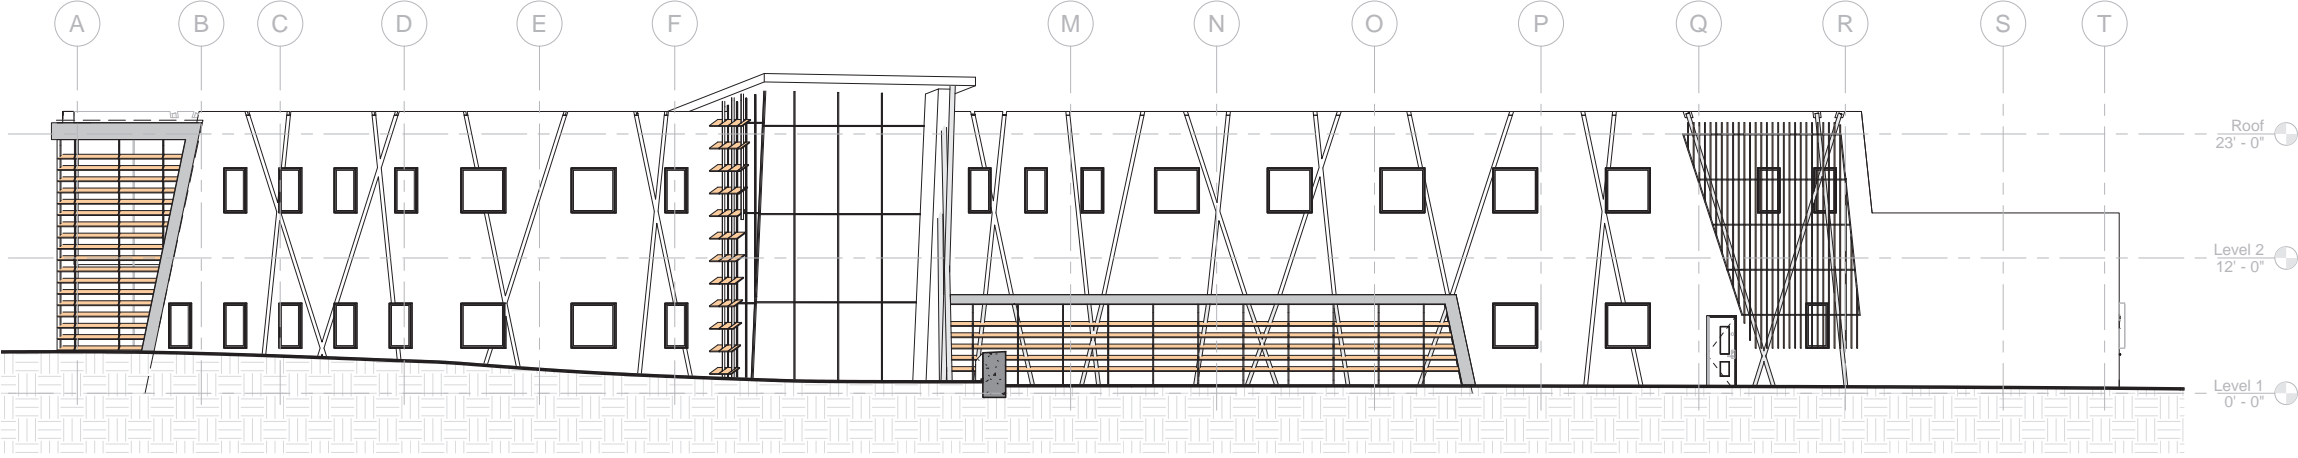 A B C D E F M N O P Q R S T
Roof
23' - 0"
Level 2
12' - 0"
Level 1
0' - 0"